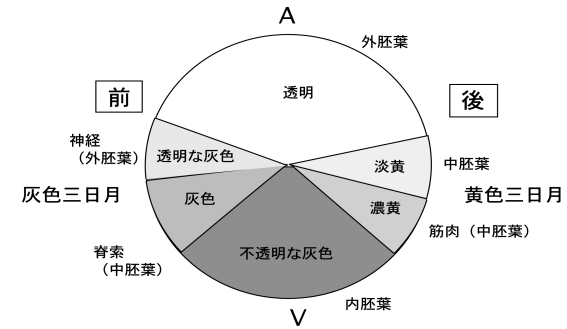 A
外胚葉
前
後
透明
神経
(外胚葉)
透明な灰色
淡黄
中胚葉
灰色三日月
灰色
濃黄
黄色三日月
筋肉(中胚葉)
脊索
(中胚葉)
不透明な灰色
内胚葉
V